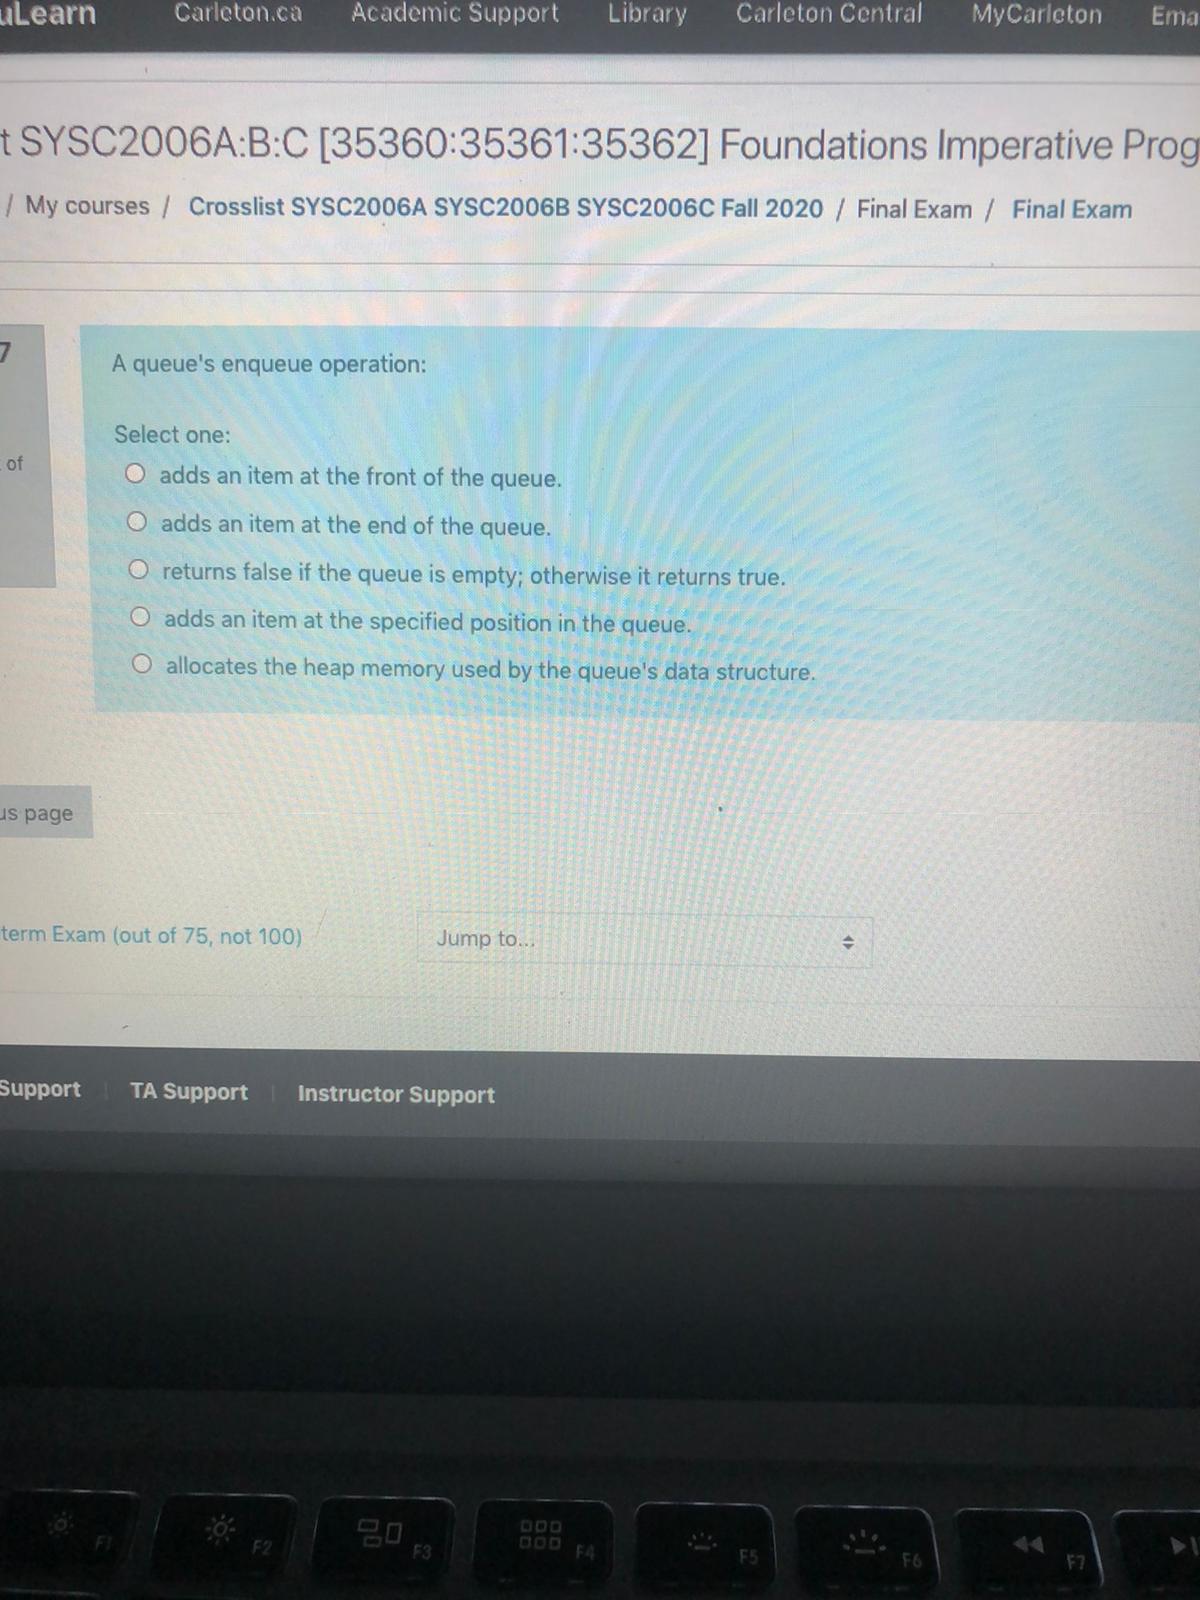 uLearn Carleton.ca Academic Support Library Carleton Central MyCarleton Ema
t SYSC2006A:B:C [35360:35361:35362] Foundations Imperative Prog
/ My courses / Crosslist SYSC2006A SYSC2006B SYSC2006C Fall 2020 / Final Exam / Final Exam
7
of
A queue's enqueue operation:
Select one:
adds an item at the front of the queue.
adds an item at the end of the queue.
returns false if the queue is empty; otherwise it returns true.
adds an item at the specified position in the queue.
allocates the heap memory used by the queue's data structure.
us page
term Exam (out of 75, not 100)
Jump to...
Support TA Support Instructor Support
F1 F2 F3 F4 F5 F6 F7